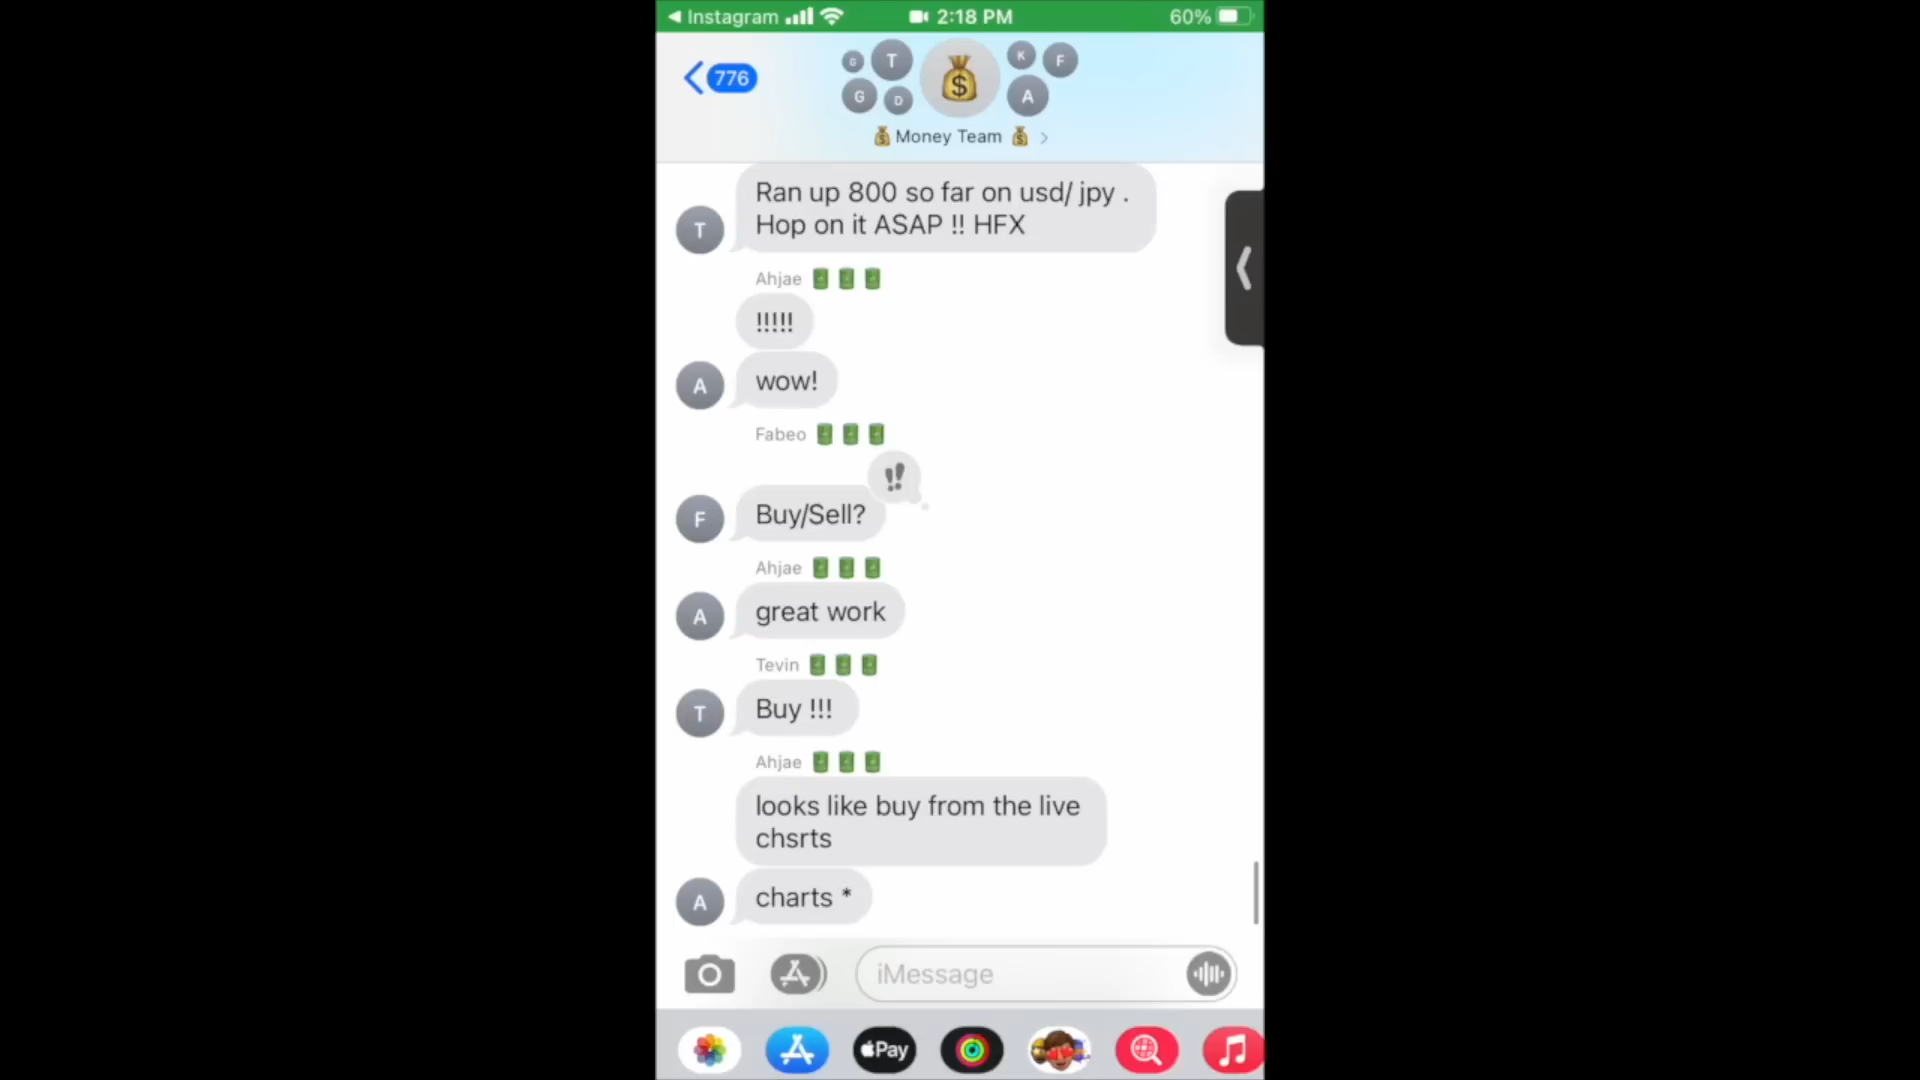 Instagram 2:18 PM 60%
776
G T K F
G D A
Money Team
Ran up 800 so far on usd/ jpy .
Hop on it ASAP !! HFX
T
Ahjae
!!!!!
wow!
A
Fabeo
Buy/Sell?
F
Ahjae
great work
A
Tevin
Buy !!!
T
Ahjae
looks like buy from the live
chsrts
charts *
A
iMessage
Pay